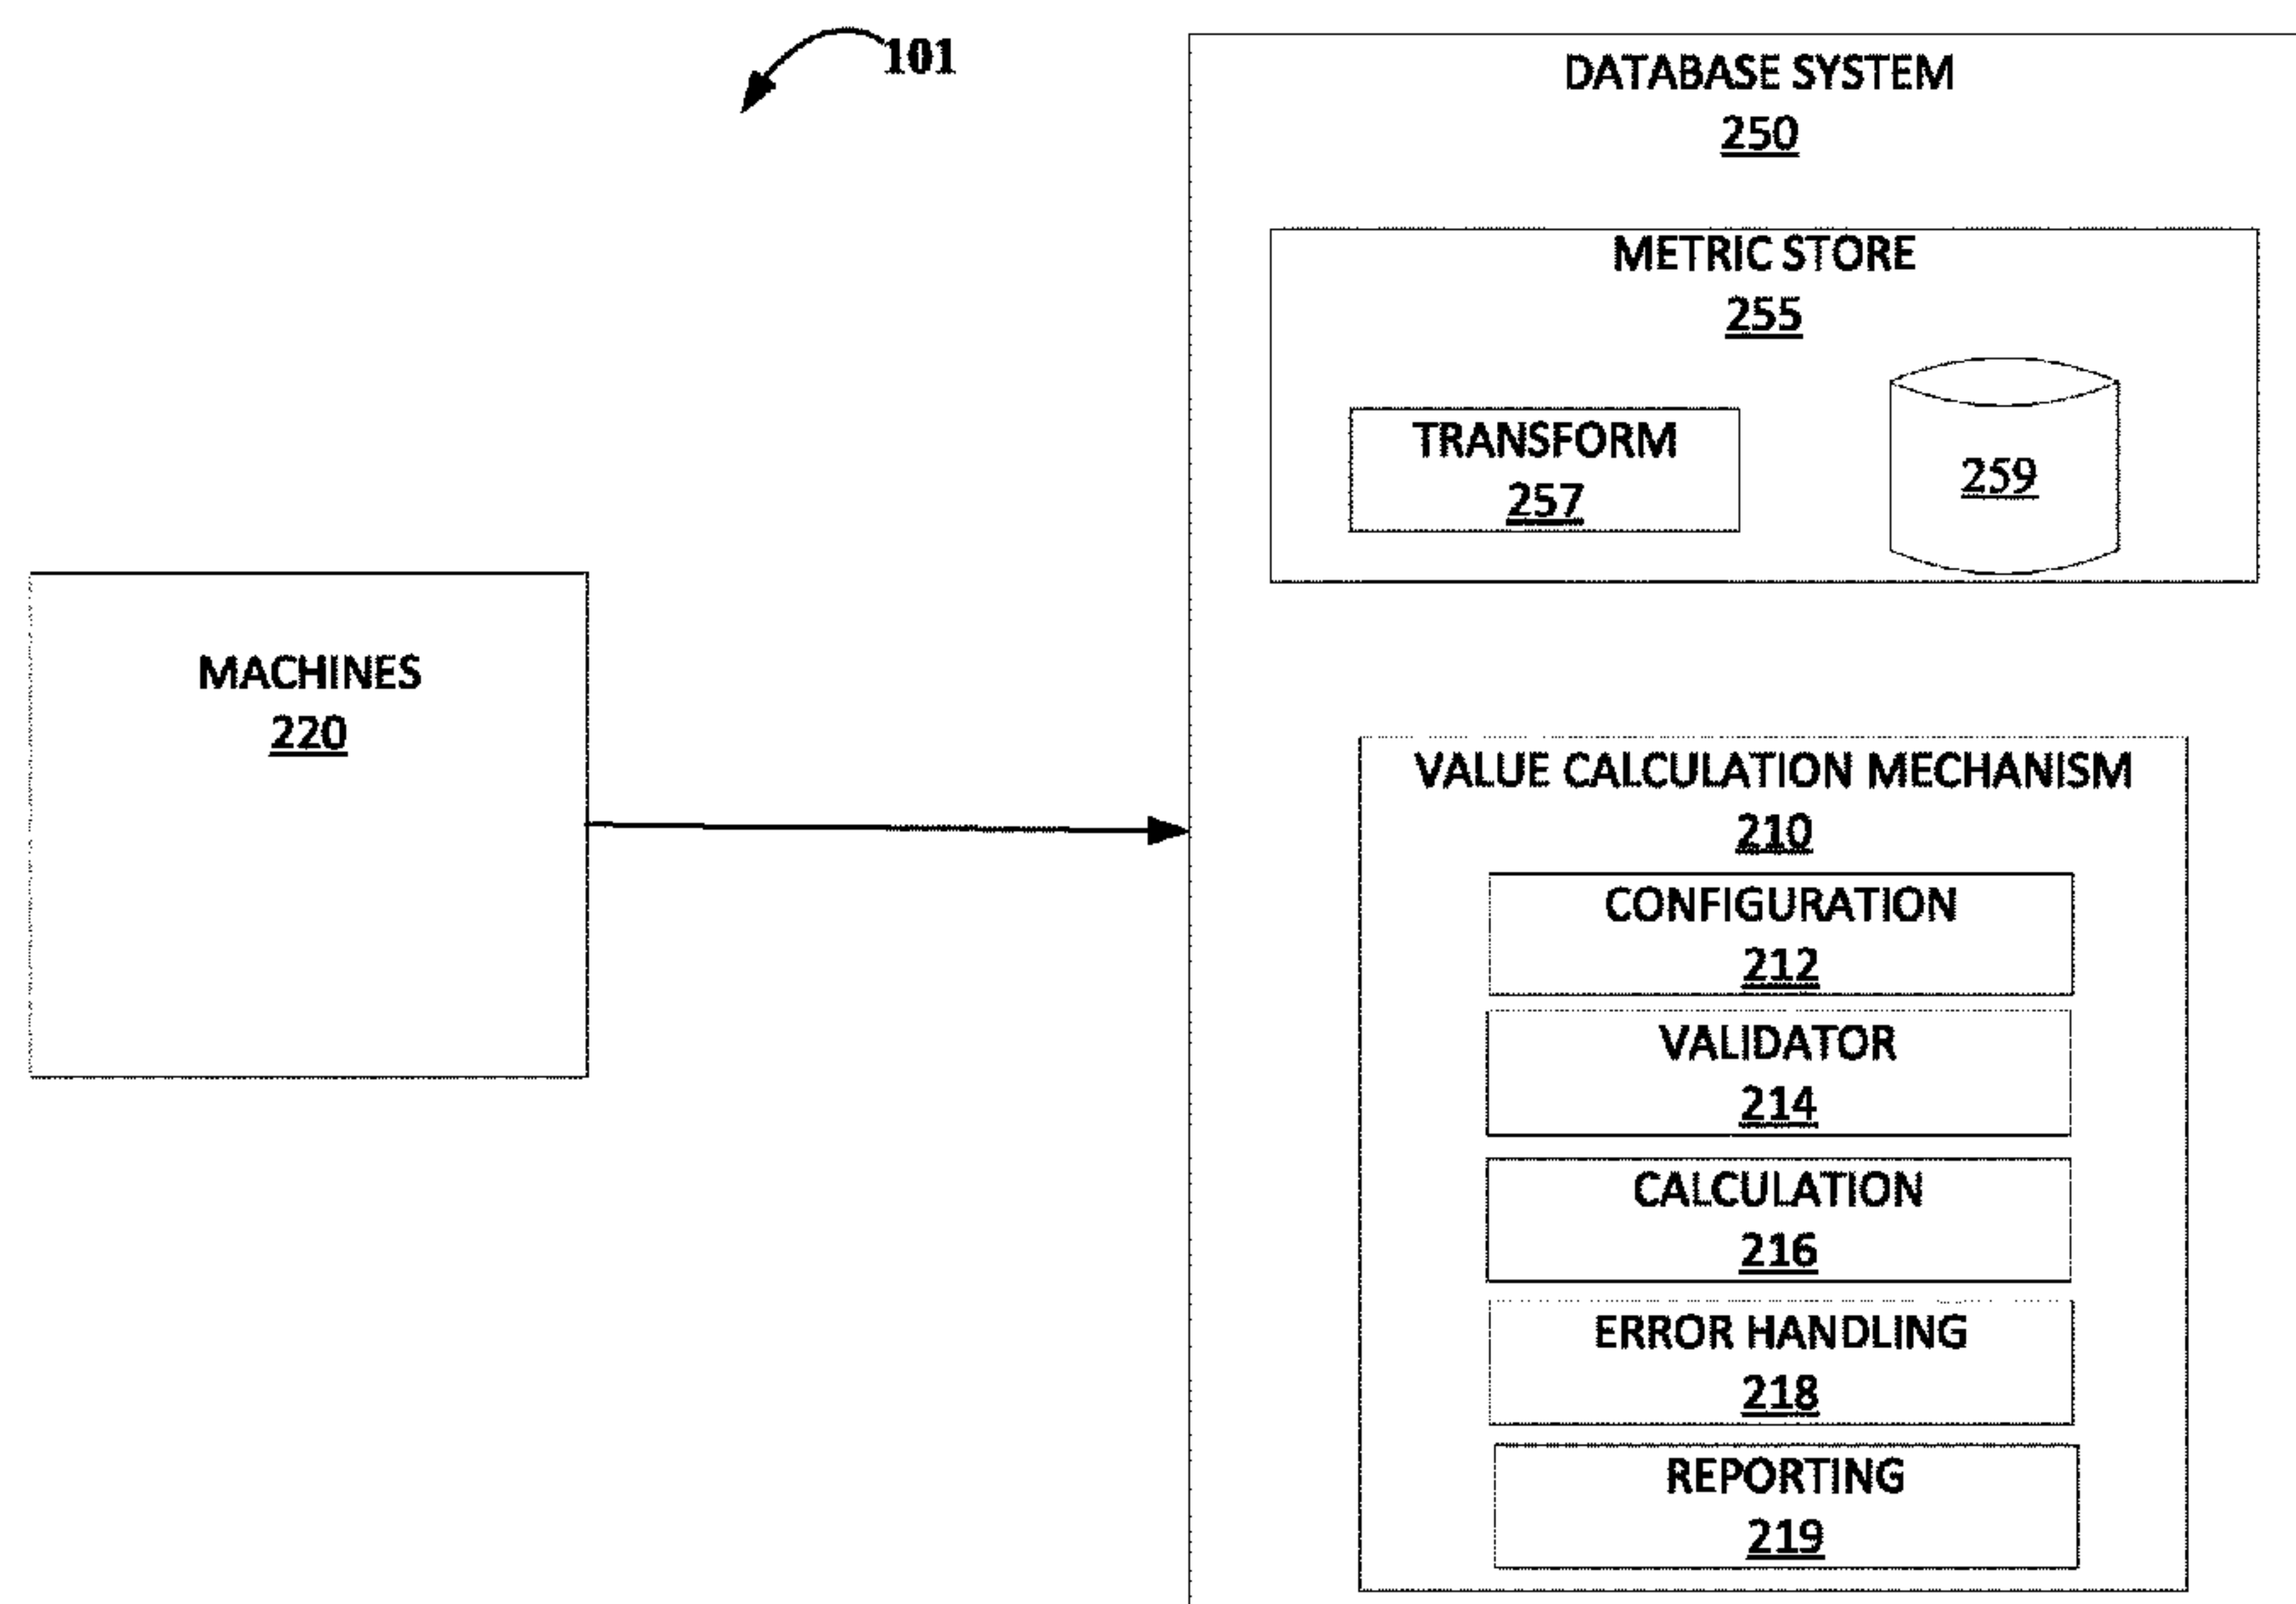 101
DATABASE SYSTEM
250
METRIC STORE
255
TRANSFORM
257
259
MACHINES
220
VALUE CALCULATION MECHANISM
210
CONFIGURATION
212
VALIDATOR
214
CALCULATION
216
ERROR HANDLING
218
REPORTING
219